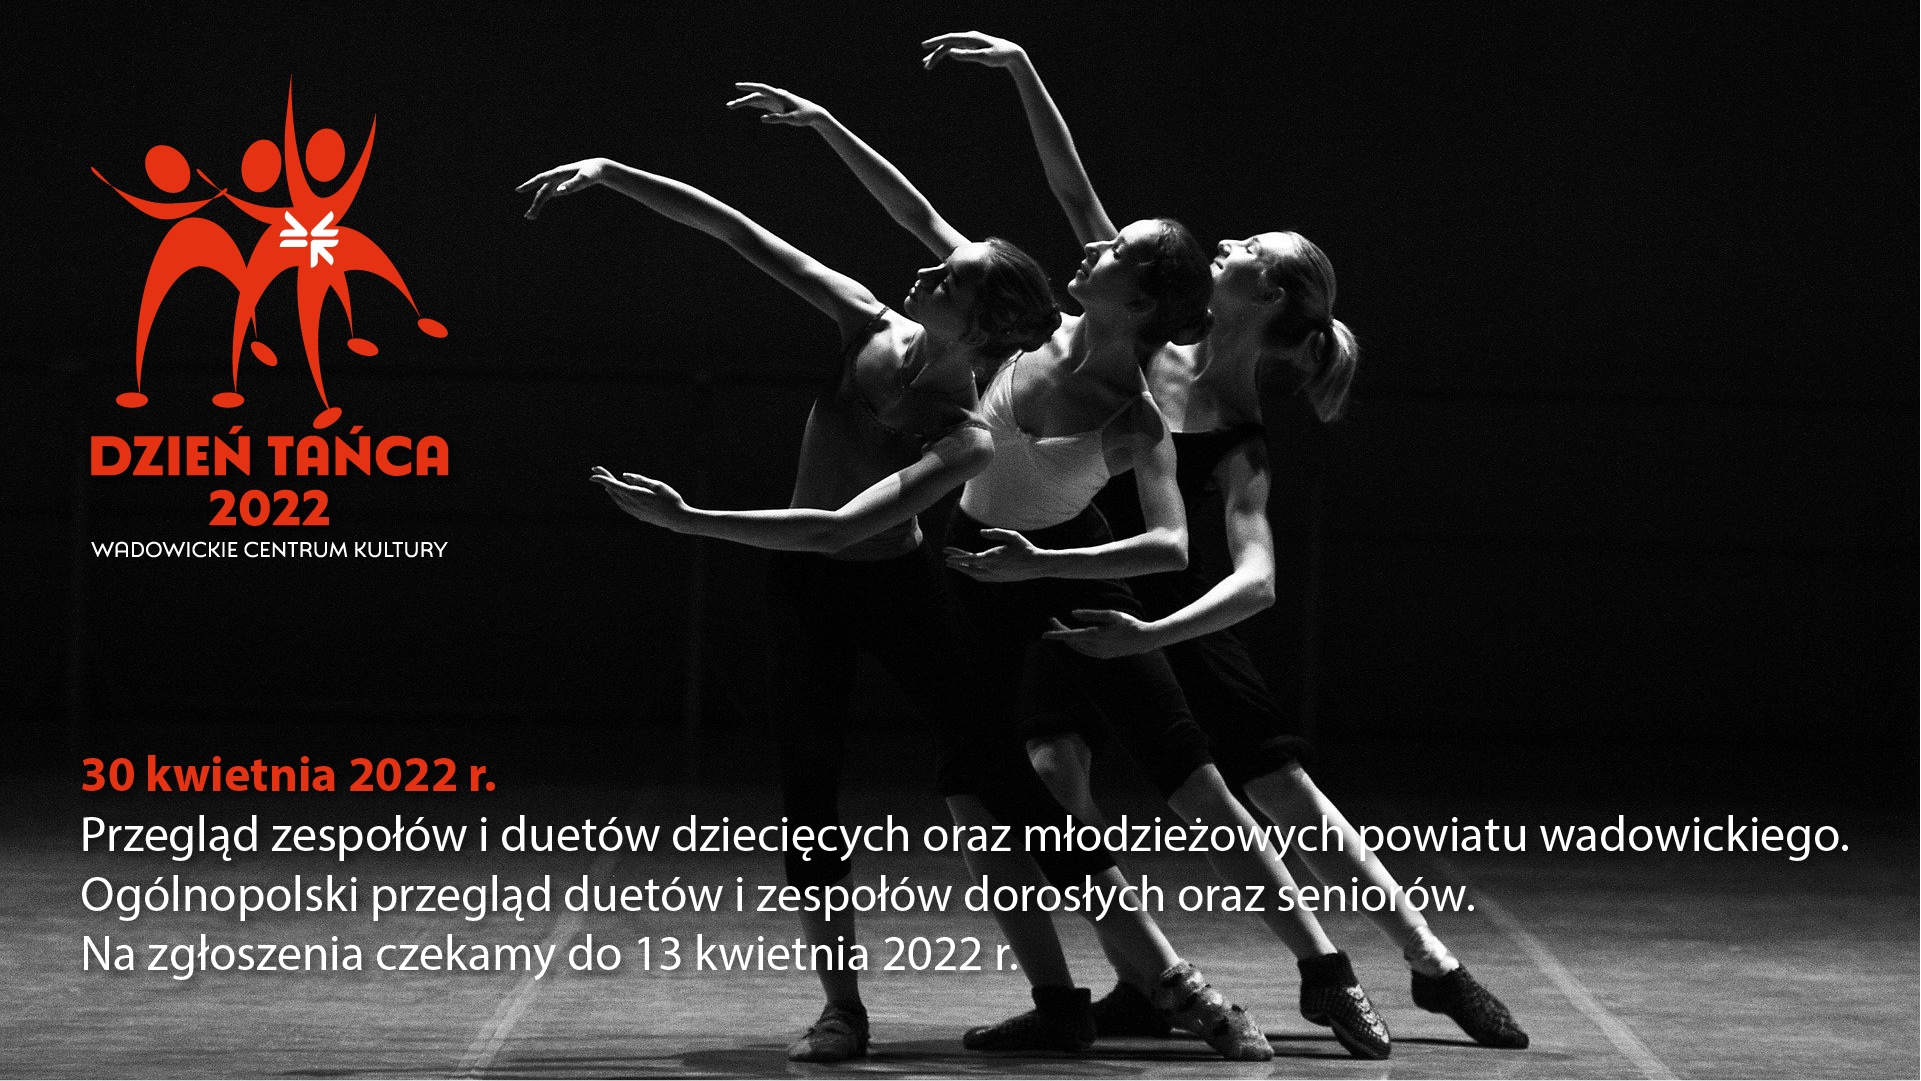 DZIEŃ TAŃCA
2022
WADOWICKIE CENTRUM KULTURY
30 kwietnia 2022 r.
Przegląd zespołów i duetów dziecięcych oraz młodzieżowych powiatu wadowickiego.
Ogólnopolski przegląd duetów i zespołów dorosłych oraz seniorów.
Na zgłoszenia czekamy do 13 kwietnia 2022 r.